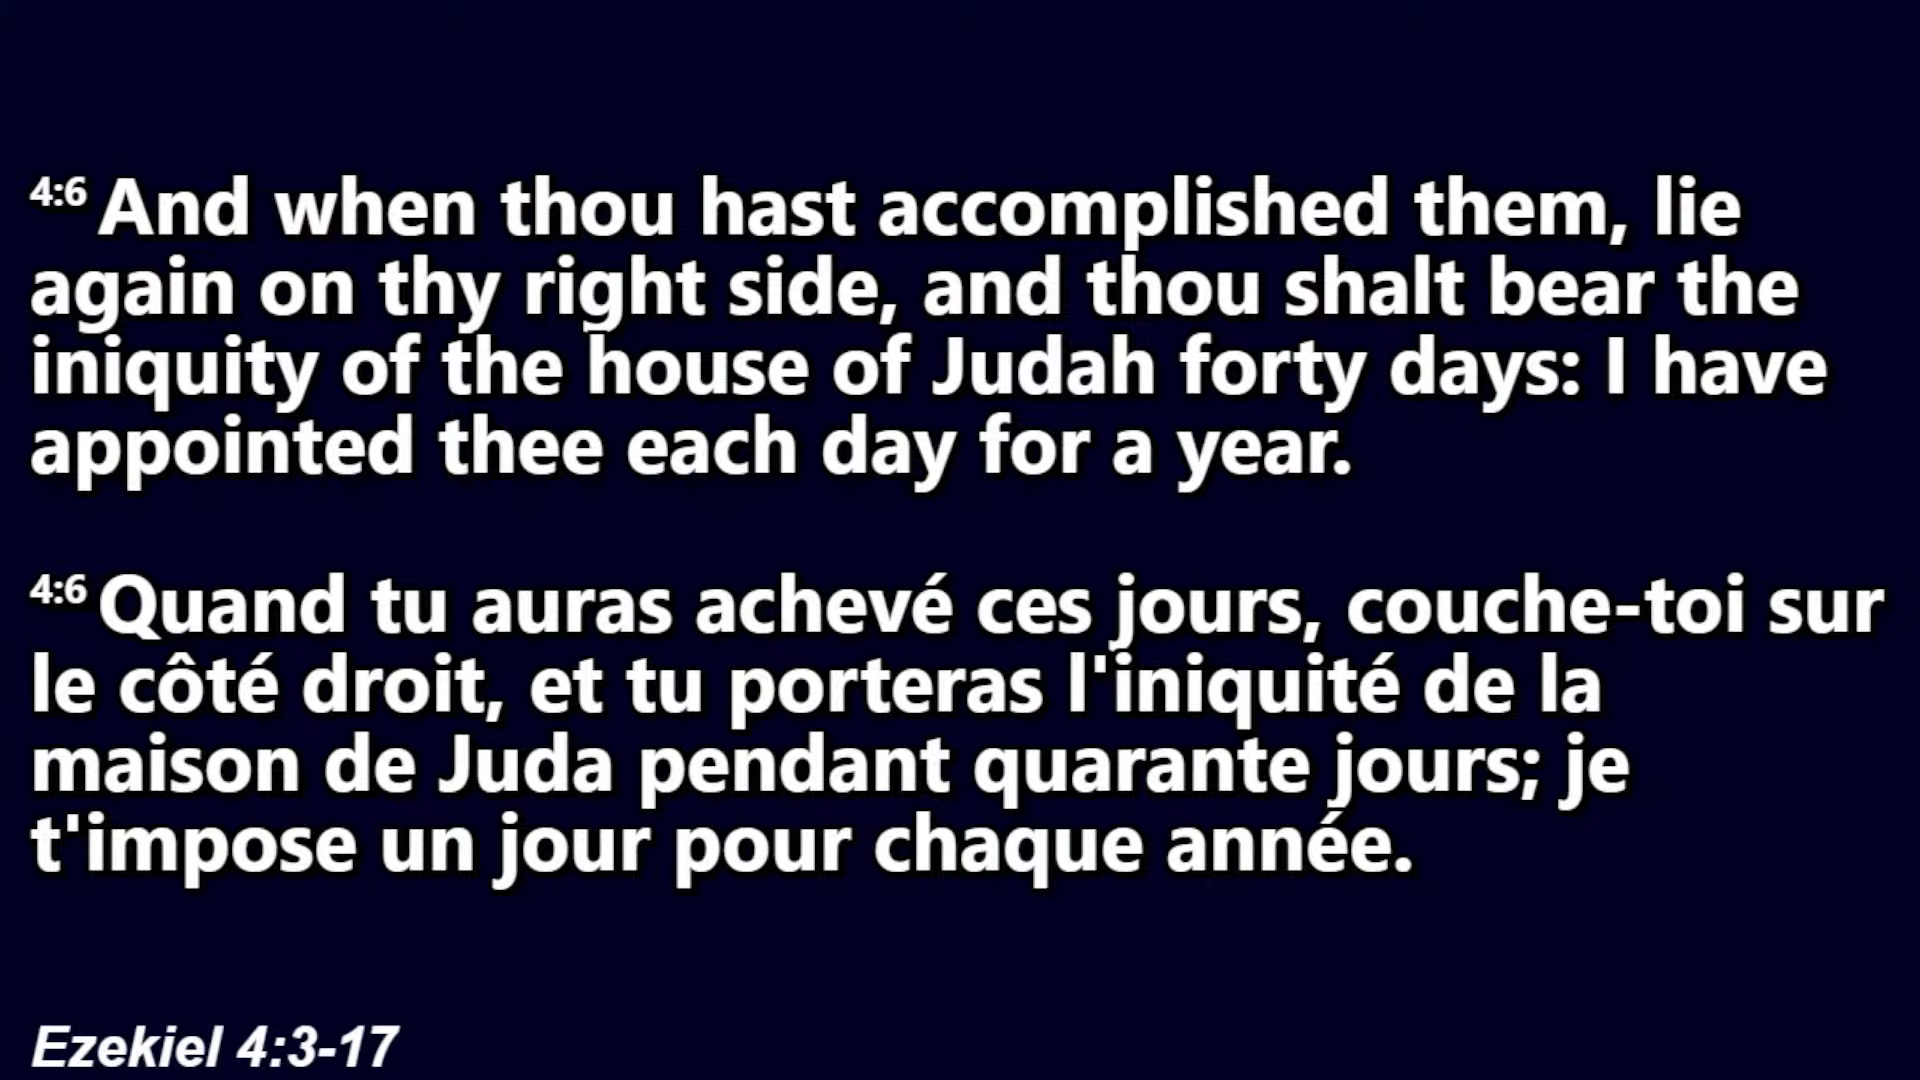 4:6 And when thou hast accomplished them, lie
again on thy right side, and thou shalt bear the
iniquity of the house of Judah forty days: I have
appointed thee each day for a year.
4:6 Quand tu auras achevé ces jours, couche-toi sur
le côté droit, et tu porteras l'iniquité de la
maison de Juda pendant quarante jours; je
t'impose un jour pour chaque année.
Ezekiel 4:3-17